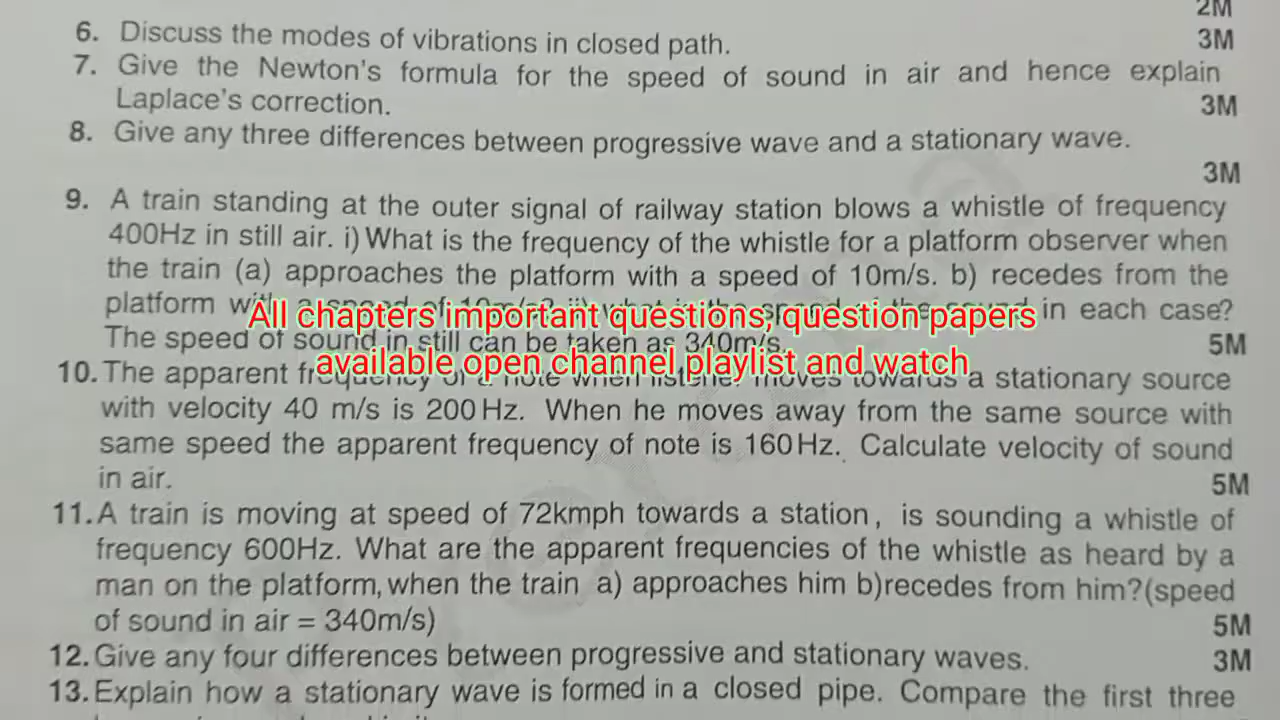 2M
6. Discuss the modes of vibrations in closed path.
3M
7. Give the Newton's formula for the speed of sound in air and hence explain
Laplace's correction.
3M
8. Give any three differences between progressive wave and a stationary wave.
3M
9. A train standing at the outer signal of railway station blows a whistle of frequency
400Hz in still air. i) What is the frequency of the whistle for a platform observer when
the train (a) approaches the platform with a speed of 10m/s. b) recedes from the
platform in each case?
All chapters important questions, question papers
The speed of sound in still can be taken as 340m/s.
5M
available open channel playlist and watch
10. The apparent towards a stationary source
with velocity 40 m/s is 200 Hz. When he moves away from the same source with
same speed the apparent frequency of note is 160Hz. Calculate velocity of sound
in air.
5M
11. A train is moving at speed of 72kmph towards a station, is sounding a whistle of
frequency 600Hz. What are the apparent frequencies of the whistle as heard by a
man on the platform, when the train a) approaches him b)recedes from him?(speed
of sound in air = 340m/s)
5M
12. Give any four differences between progressive and stationary waves.
3M
13. Explain how a stationary wave is formed in a closed pipe. Compare the first three